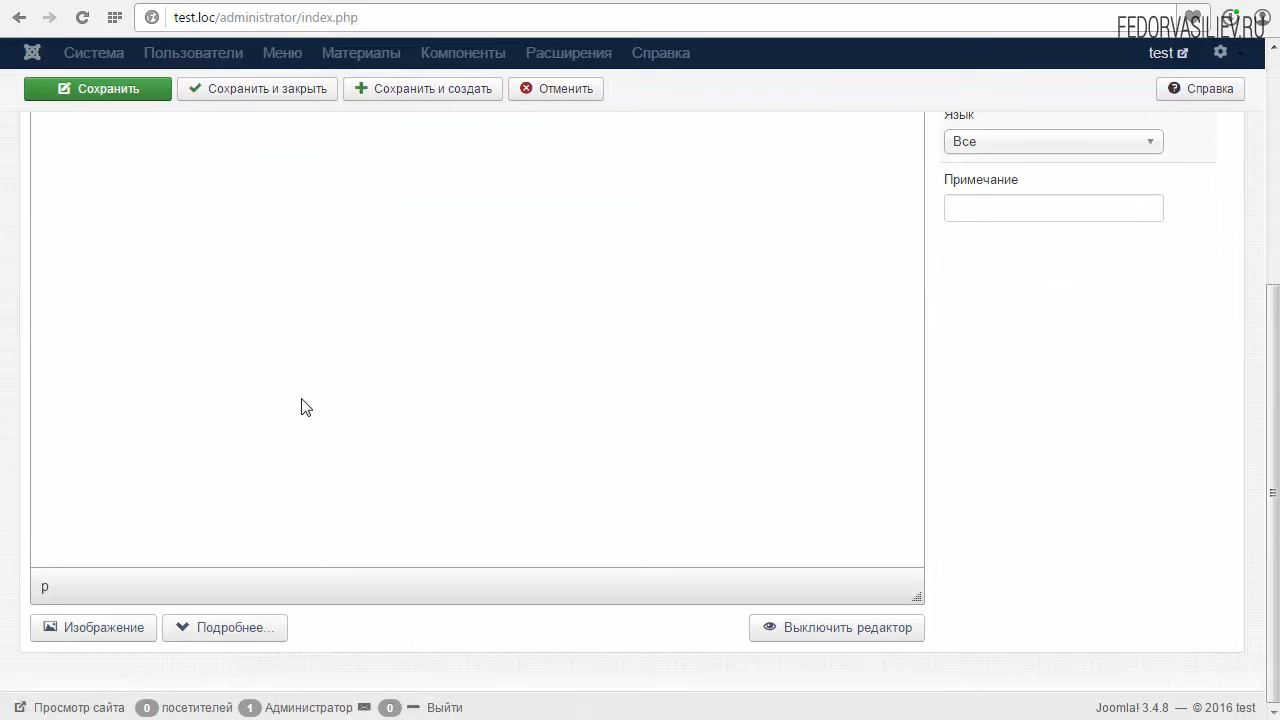 test.loc/administrator/index.php
FEDORVASILIEV.RU
Система Пользователи Меню Материалы Компоненты Расширения Справка test
Сохранить Сохранить и закрыть Сохранить и создать Отменить Справка
Язык
Все
Примечание
p
Изображение Подробнее... Выключить редактор
Просмотр сайта 0 посетителей 1 Администратор 0 Выйти Joomla! 3.4.8 — © 2016 test